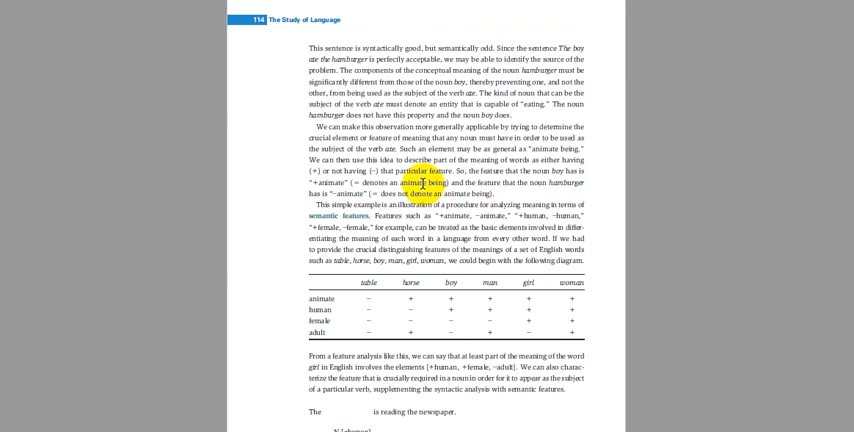 114 The Study of Language
This sentence is syntactically good, but semantically odd. Since the sentence The boy
ate the hamburger is perfectly acceptable, we may be able to identify the source of the
problem. The components of the conceptual meaning of the noun hamburger must be
significantly different from those of the noun boy, thereby preventing one, and not the
other, from being used as the subject of the verb ate. The kind of noun that can be the
subject of the verb ate must denote an entity that is capable of “eating.” The noun
hamburger does not have this property and the noun boy does.
We can make this observation more generally applicable by trying to determine the
crucial element or feature of meaning that any noun must have in order to be used as
the subject of the verb ate. Such an element may be as general as “animate being.”
We can then use this idea to describe part of the meaning of words as either having
(+) or not having (−) that particular feature. So, the feature that the noun boy has is
“+animate” (= denotes an animate being) and the feature that the noun hamburger
has is “−animate” (= does not denote an animate being).
This simple example is an illustration of a procedure for analyzing meaning in terms of
semantic features. Features such as “+animate, −animate,” “+human, −human,”
“+female, −female,” for example, can be treated as the basic elements involved in differ-
entiating the meaning of each word in a language from every other word. If we had
to provide the crucial distinguishing features of the meanings of a set of English words
such as table, horse, boy, man, girl, woman, we could begin with the following diagram.
table horse boy man girl woman
animate − + + + + +
human − − + + + +
female − − − − + +
adult − + − + − +
From a feature analysis like this, we can say that at least part of the meaning of the word
girl in English involves the elements [+human, +female, −adult]. We can also charac-
terize the feature that is crucially required in a noun in order for it to appear as the subject
of a particular verb, supplementing the syntactic analysis with semantic features.
The is reading the newspaper.
N [+human]